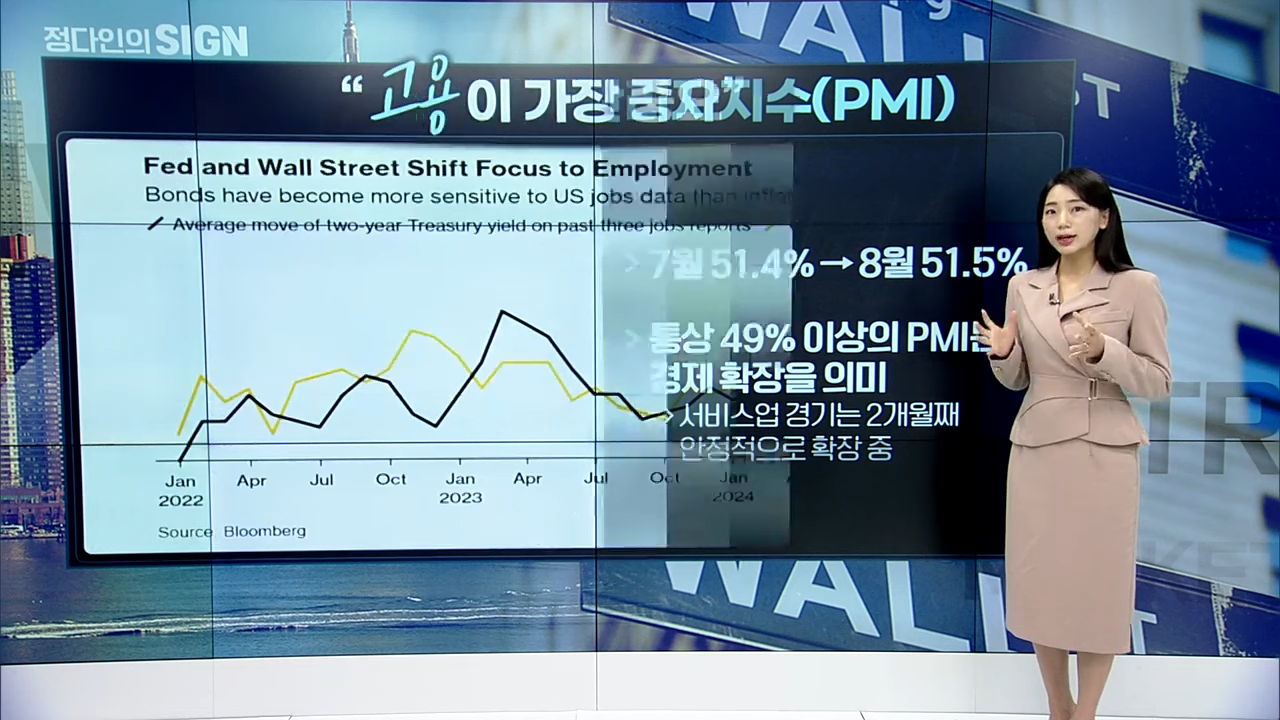 정다인의 SIGN
“고용이 가장 지수(PMI)
Fed and Wall Street Shift Focus to Employment
Bonds have become more sensitive to US jobs data than
Average move of two-year Treasury yield on past three jobs reports
> 7월 51.4% → 8월 51.5%
> 통상 49% 이상의 PMI는
경제 확장을 의미
> 서비스업 경기는 2개월째
안정적으로 확장 중
Jan Apr Jul Oct Jan Apr Jul Oct Jan
2022 2023 2024
Source: Bloomberg
WALL
ST
WALL